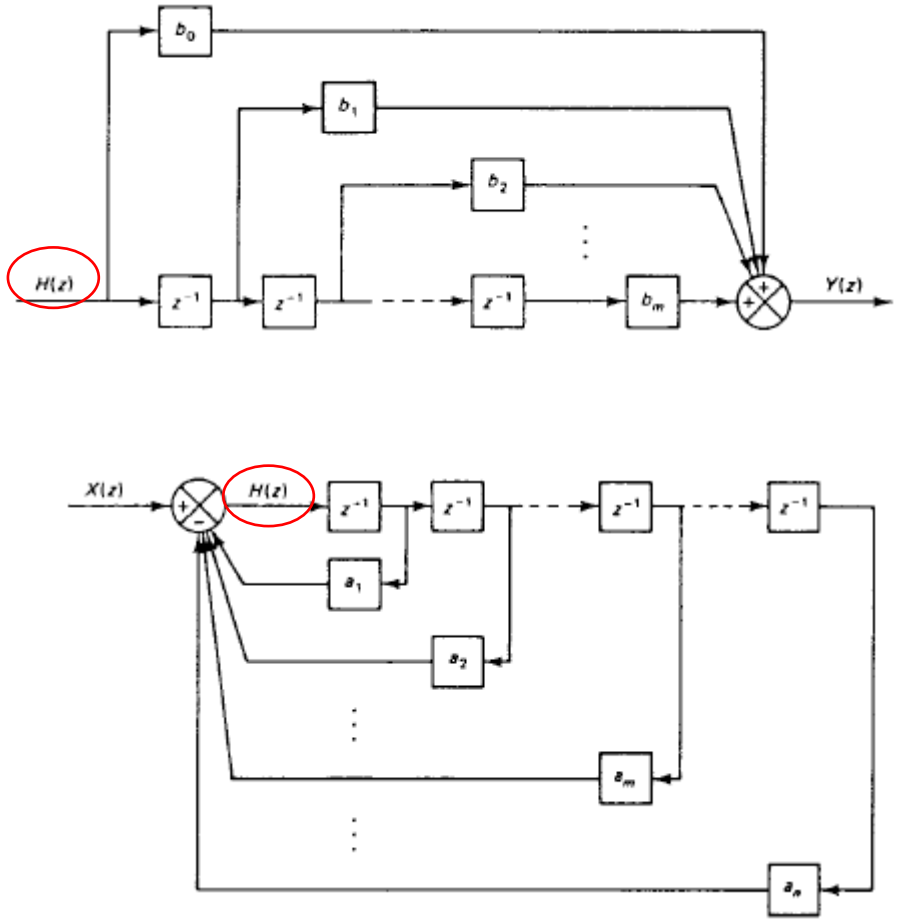 b₀
b₁
b₂
H(z)
z⁻¹ z⁻¹ z⁻¹ bₘ + + Y(z)
X(z) + − H(z) z⁻¹ z⁻¹ z⁻¹ z⁻¹
a₁
a₂
aₘ
aₙ